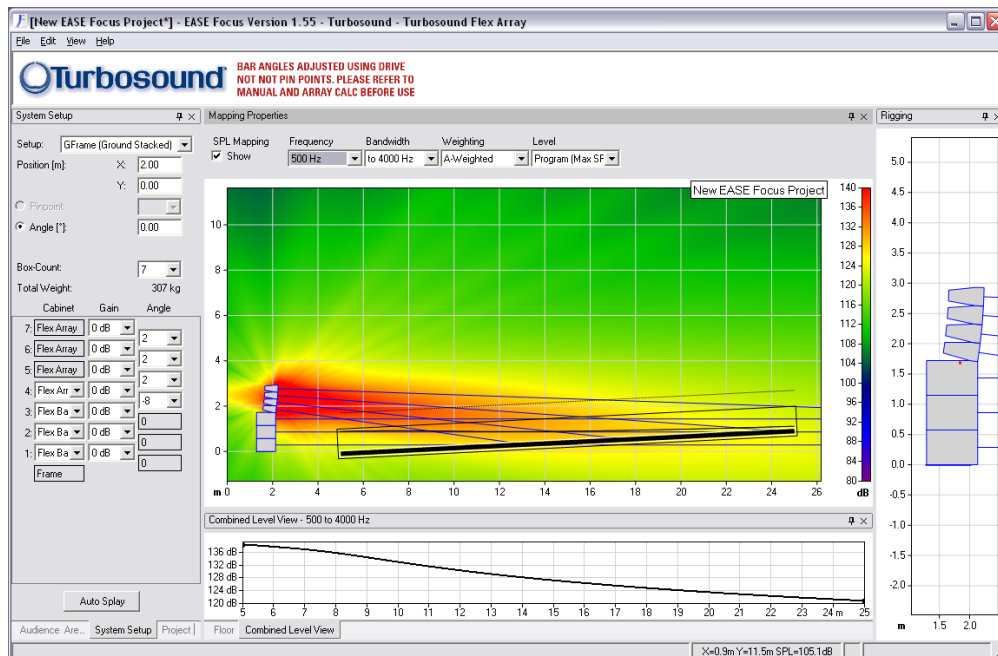 [New EASE Focus Project*] - EASE Focus Version 1.55 - Turbosound - Turbosound Flex Array
File Edit View Help
Turbosound
BAR ANGLES ADJUSTED USING DRIVE
NOT NOT PIN POINTS. PLEASE REFER TO
MANUAL AND ARRAY CALC BEFORE USE
System Setup
Setup: GFrame (Ground Stacked)
Position [m]: X: 2.00
Y: 0.00
Pinpoint:
Angle [°]: 0.00
Box-Count: 7
Total Weight: 307 kg
Cabinet Gain Angle
7: Flex Array 0 dB
2
6: Flex Array 0 dB
2
5: Flex Array 0 dB
2
4: Flex Arr 0 dB
-8
3: Flex Ba 0 dB
0
2: Flex Ba 0 dB
0
1: Flex Ba 0 dB
0
Frame
Auto Splay
Audience Are... System Setup Project
Mapping Properties
SPL Mapping Frequency Bandwidth Weighting Level
Show 500 Hz to 4000 Hz A-Weighted Program (Max SF
New EASE Focus Project
10
8
6
4
2
0
m 0 2 4 6 8 10 12 14 16 18 20 22 24 26
140
136
132
128
124
120
116
112
108
104
100
96
92
88
84
80
dB
Combined Level View - 500 to 4000 Hz
136 dB
132 dB
128 dB
124 dB
120 dB
5 6 7 8 9 10 11 12 13 14 15 16 17 18 19 20 21 22 23 24 m 25
Floor Combined Level View
Rigging
5.0
4.5
4.0
3.5
3.0
2.5
2.0
1.5
1.0
0.5
0.0
-0.5
-1.0
-1.5
-2.0
m 1.5 2.0
X=0.9m Y=11.5m SPL=105.1dB